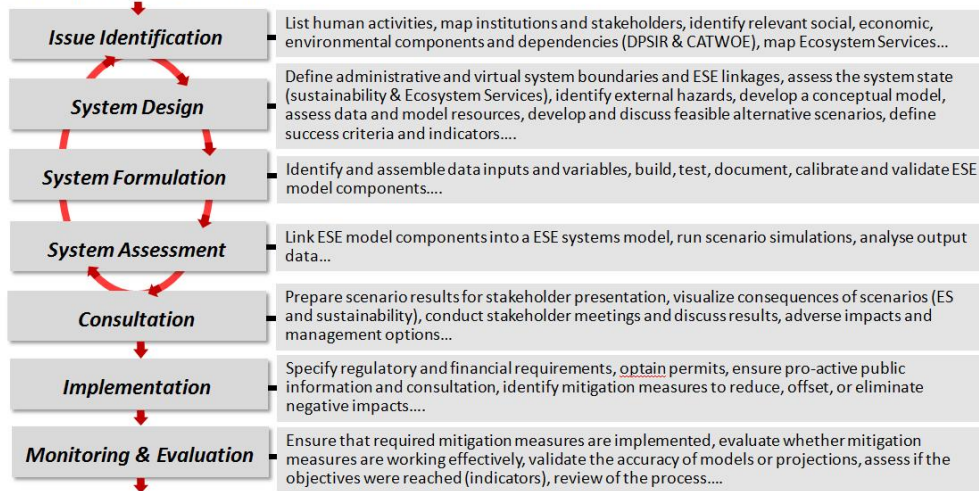 Issue Identification
List human activities, map institutions and stakeholders, identify relevant social, economic,
environmental components and dependencies (DPSIR & CATWOE), map Ecosystem Services...
System Design
Define administrative and virtual system boundaries and ESE linkages, assess the system state
(sustainability & Ecosystem Services), identify external hazards, develop a conceptual model,
assess data and model resources, develop and discuss feasible alternative scenarios, define
success criteria and indicators....
System Formulation
Identify and assemble data inputs and variables, build, test, document, calibrate and validate ESE
model components....
System Assessment
Link ESE model components into a ESE systems model, run scenario simulations, analyse output
data...
Consultation
Prepare scenario results for stakeholder presentation, visualize consequences of scenarios (ES
and sustainability), conduct stakeholder meetings and discuss results, adverse impacts and
management options...
Implementation
Specify regulatory and financial requirements, optain permits, ensure pro-active public
information and consultation, identify mitigation measures to reduce, offset, or eliminate
negative impacts....
Monitoring & Evaluation
Ensure that required mitigation measures are implemented, evaluate whether mitigation
measures are working effectively, validate the accuracy of models or projections, assess if the
objectives were reached (indicators), review of the process....